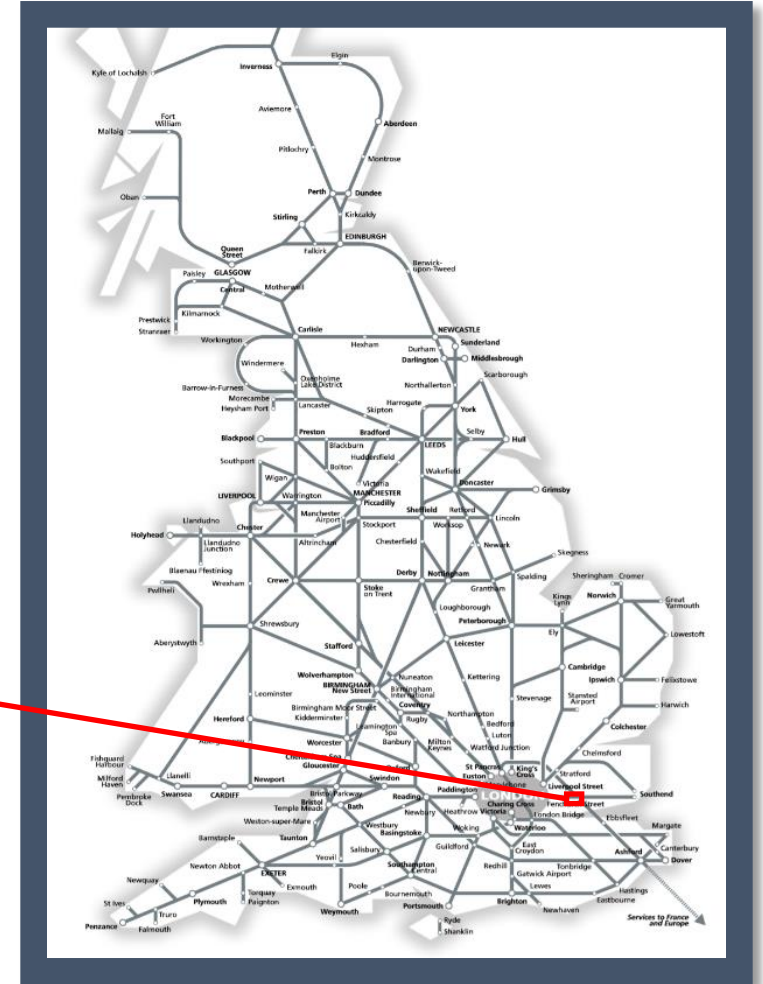 Elgin
Inverness
Kyle of Lochalsh
Aviemore
Fort
William
Aberdeen
Mallaig
Pitlochry
Montrose
Perth
Dundee
Oban
Kirkcaldy
Stirling
EDINBURGH
Queen
Street
Falkirk
Berwick-
upon-Tweed
Paisley
GLASGOW
Central
Motherwell
Kilmarnock
Prestwick
Stranraer
Carlisle
NEWCASTLE
Workington
Hexham
Sunderland
Durham
Darlington
Middlesbrough
Windermere
Scarborough
Oxenholme
Lake District
Northallerton
Barrow-in-Furness
Morecambe
Heysham Port
Lancaster
Harrogate
York
Skipton
Blackpool
Preston
Bradford
Selby
Hull
Blackburn
LEEDS
Huddersfield
Southport
Bolton
Wakefield
Wigan
Victoria
Doncaster
Grimsby
LIVERPOOL
Warrington
MANCHESTER
Piccadilly
Manchester
Airport
Sheffield
Retford
Lincoln
Llandudno
Chester
Stockport
Worksop
Holyhead
Llandudno
Junction
Altrincham
Chesterfield
Newark
Skegness
Blaenau Ffestiniog
Derby
Nottingham
Spalding
Sheringham
Cromer
Pwllheli
Wrexham
Crewe
Stoke
on Trent
Grantham
Kings
Lynn
Norwich
Great
Yarmouth
Loughborough
Peterborough
Shrewsbury
Ely
Lowestoft
Aberystwyth
Stafford
Leicester
Wolverhampton
Cambridge
BIRMINGHAM
New Street
Nuneaton
Kettering
Ipswich
Felixstowe
Birmingham
International
Leominster
Stevenage
Stansted
Airport
Birmingham Moor Street
Coventry
Harwich
Kidderminster
Rugby
Northampton
Hereford
Leamington
Spa
Bedford
Colchester
Worcester
Banbury
Milton
Keynes
Luton
Watford Junction
Chelmsford
Fishguard
Harbour
Gloucester
St Pancras
King's
Cross
Milford
Haven
Llanelli
Newport
Swindon
Euston
Stratford
Liverpool Street
Pembroke
Dock
Swansea
CARDIFF
Bristol Parkway
Reading
Paddington
Southend
Bristol
Temple Meads
Bath
Newbury
Heathrow
Victoria
Charing Cross
London Bridge
Ebbsfleet
Weston-super-Mare
Westbury
Basingstoke
Woking
Waterloo
Margate
Barnstaple
Taunton
Salisbury
Guildford
East
Croydon
Canterbury
Newton Abbot
Yeovil
Southampton
Central
Redhill
Tonbridge
Ashford
Dover
Newquay
EXETER
Gatwick Airport
Exmouth
Poole
Lewes
Hastings
St Ives
Plymouth
Torquay
Paignton
Bournemouth
Eastbourne
Truro
Weymouth
Portsmouth
Brighton
Newhaven
Penzance
Falmouth
Ryde
Shanklin
Services to France
and Europe